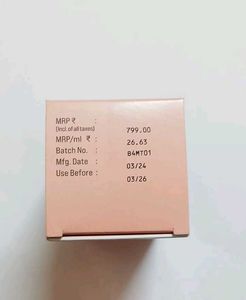 MRP ₹ : 799.00
(Incl. of all taxes)
MRP/ml ₹ : 26.63
Batch No. : B4MT01
Mfg. Date : 03/24
Use Before : 03/26